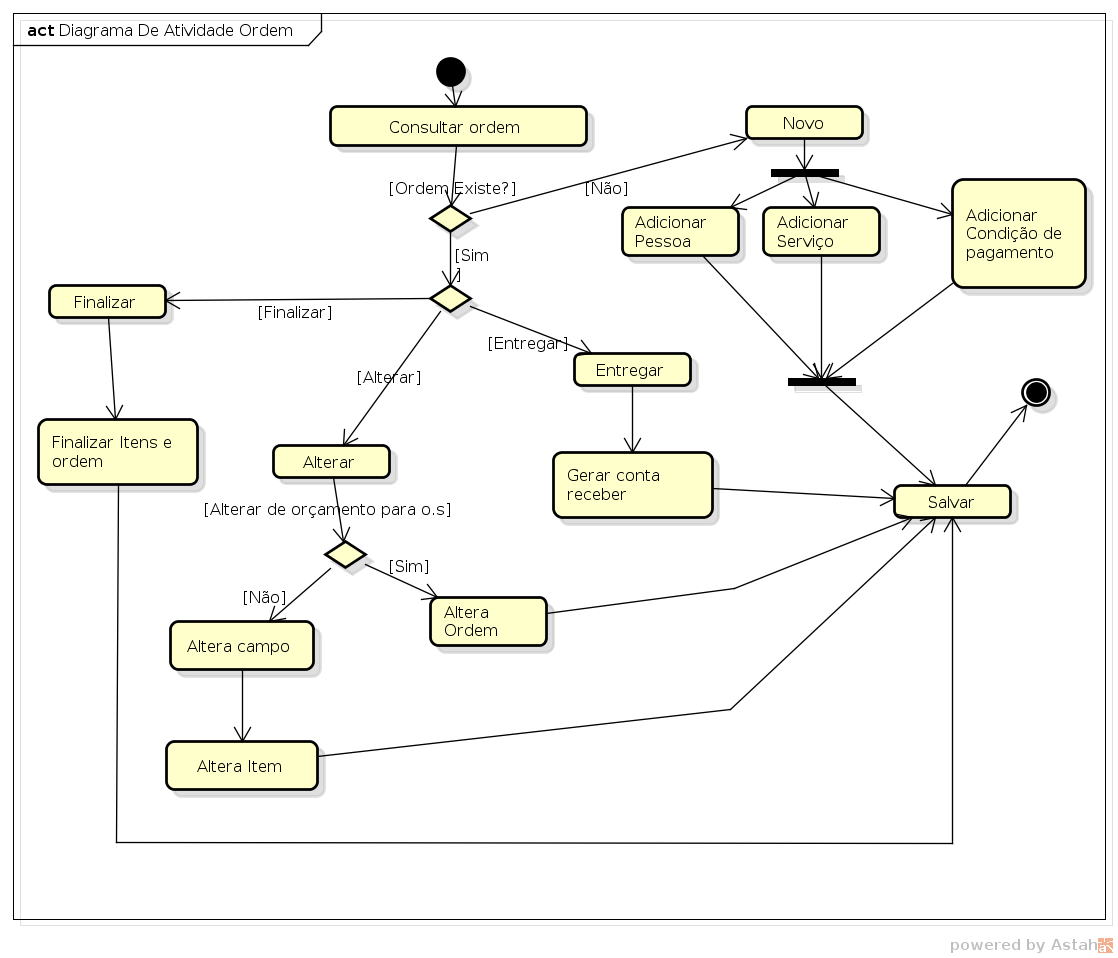 act Diagrama De Atividade Ordem
Consultar ordem
Novo
[Ordem Existe?]
[Não]
Adicionar
Pessoa
Adicionar
Serviço
Adicionar
Condição de
pagamento
[Sim
]
Finalizar
[Finalizar]
[Entregar]
Entregar
[Alterar]
Finalizar Itens e
ordem
Alterar
Gerar conta
receber
Salvar
[Alterar de orçamento para o.s]
[Sim]
[Não]
Altera
Ordem
Altera campo
Altera Item
powered by Astah